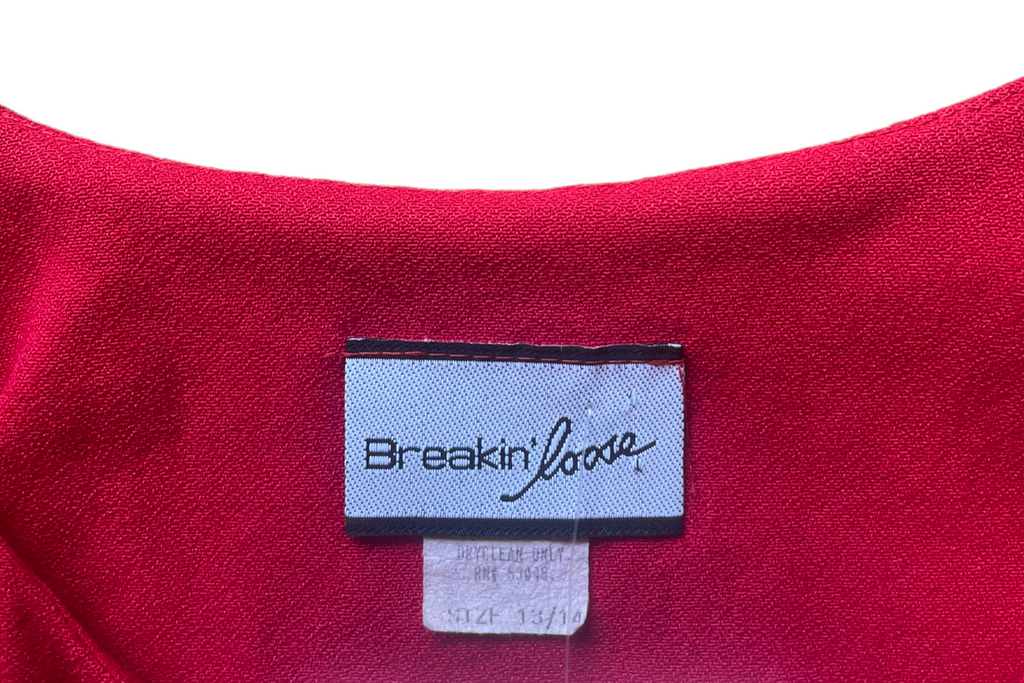 Breakin' loose
DRYCLEAN ONLY.
RN# 53048.
SIZE 13/14